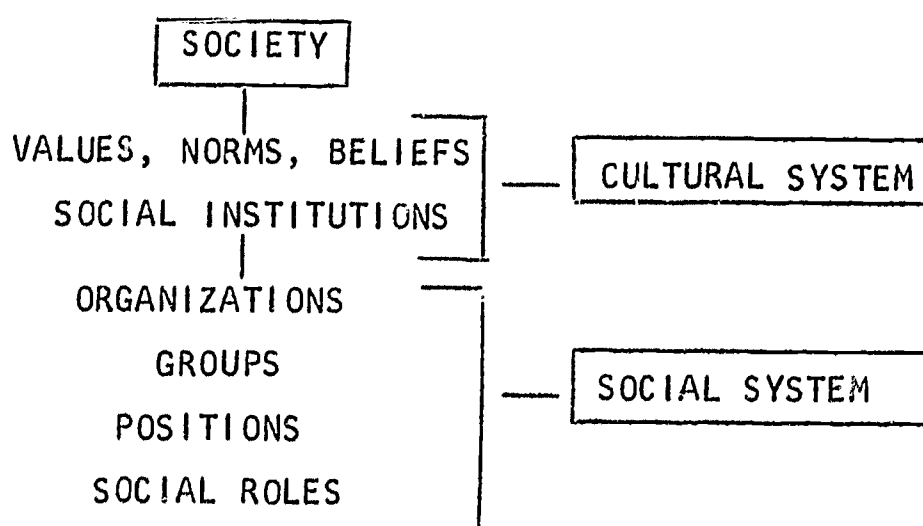 SOCIETY
VALUES, NORMS, BELIEFS
SOCIAL INSTITUTIONS
CULTURAL SYSTEM
ORGANIZATIONS
GROUPS
POSITIONS
SOCIAL ROLES
SOCIAL SYSTEM